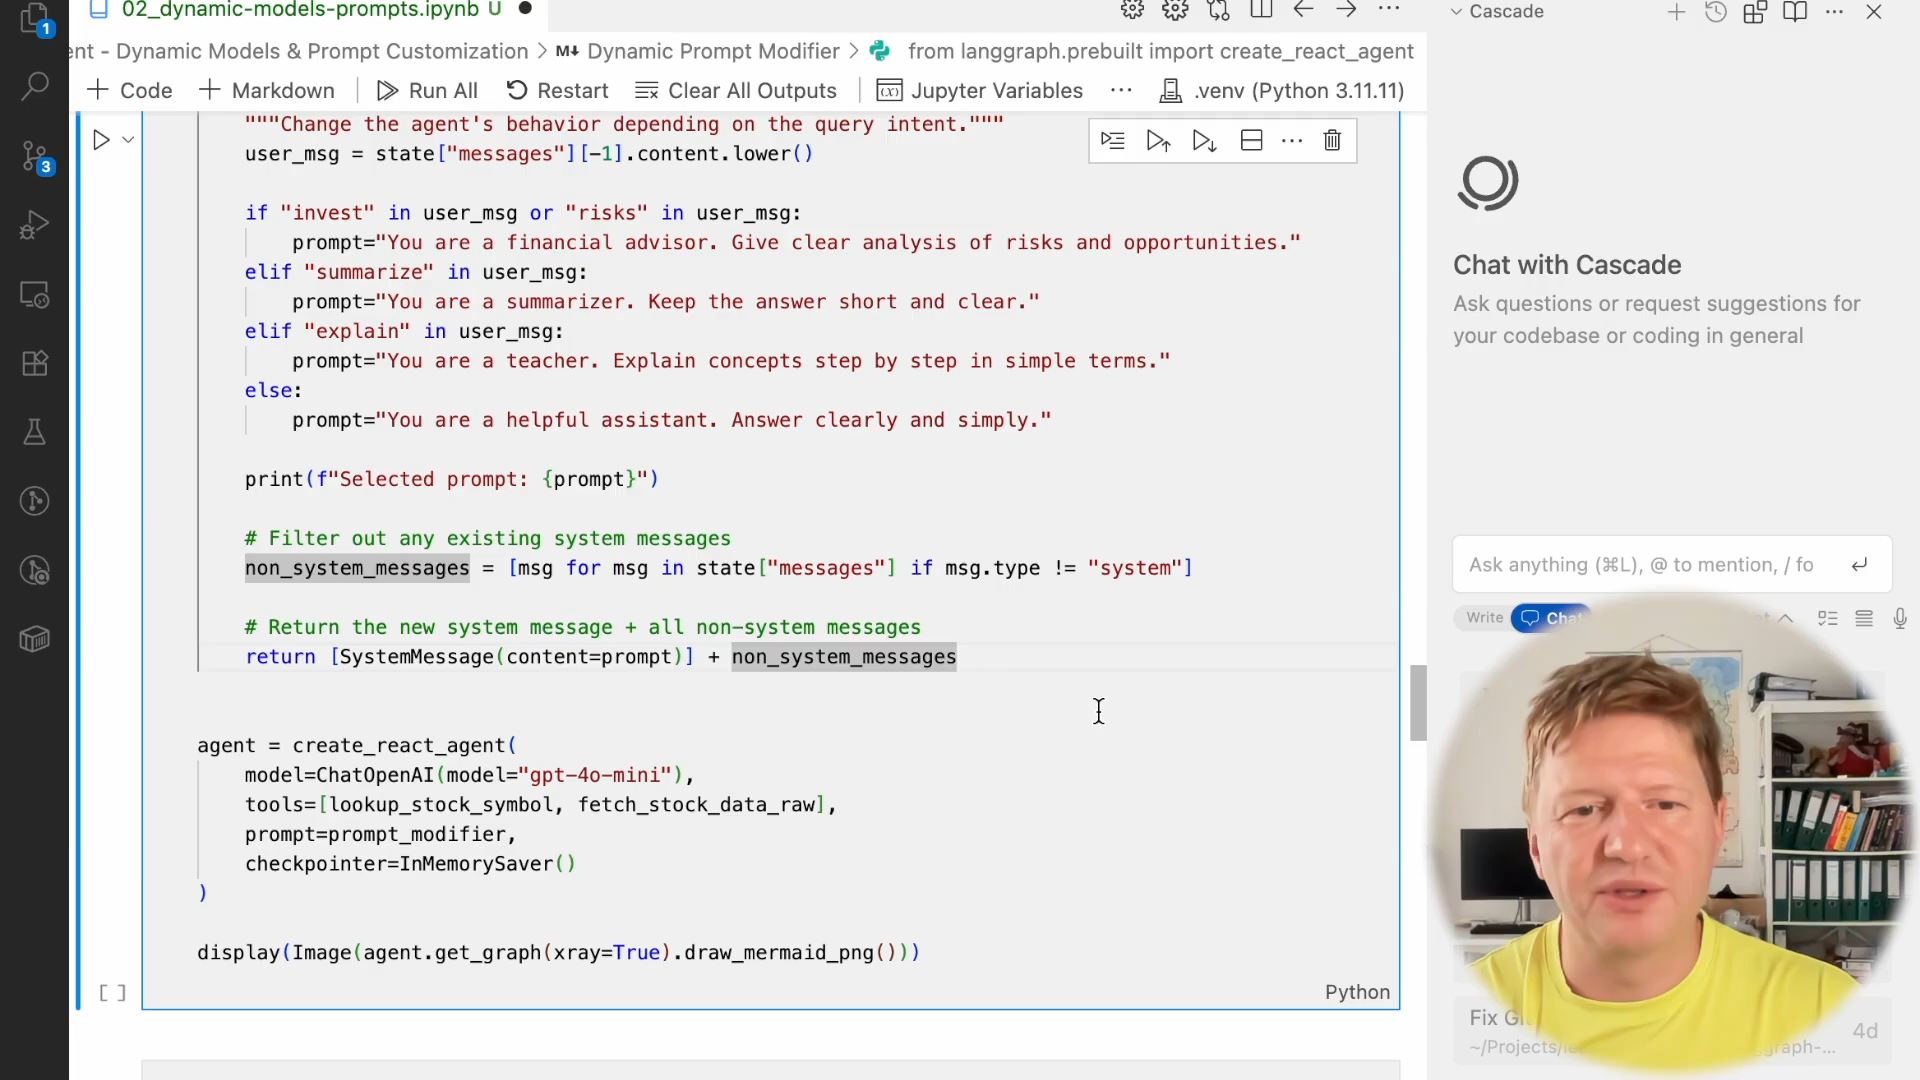 02_dynamic-models-prompts.ipynb U
Cascade
ent - Dynamic Models & Prompt Customization > M↓ Dynamic Prompt Modifier > from langgraph.prebuilt import create_react_agent
+ Code + Markdown Run All Restart Clear All Outputs Jupyter Variables ··· .venv (Python 3.11.11)
1
3
"""Change the agent's behavior depending on the query intent."""
user_msg = state["messages"][-1].content.lower()
if "invest" in user_msg or "risks" in user_msg:
prompt="You are a financial advisor. Give clear analysis of risks and opportunities."
elif "summarize" in user_msg:
prompt="You are a summarizer. Keep the answer short and clear."
elif "explain" in user_msg:
prompt="You are a teacher. Explain concepts step by step in simple terms."
else:
prompt="You are a helpful assistant. Answer clearly and simply."
print(f"Selected prompt: {prompt}")
# Filter out any existing system messages
non_system_messages = [msg for msg in state["messages"] if msg.type != "system"]
# Return the new system message + all non-system messages
return [SystemMessage(content=prompt)] + non_system_messages
agent = create_react_agent(
model=ChatOpenAI(model="gpt-4o-mini"),
tools=[lookup_stock_symbol, fetch_stock_data_raw],
prompt=prompt_modifier,
checkpointer=InMemorySaver()
)
display(Image(agent.get_graph(xray=True).draw_mermaid_png()))
[ ]
Python
Chat with Cascade
Ask questions or request suggestions for
your codebase or coding in general
Ask anything (⌘L), @ to mention, / fo
Write Chat
Fix Gi
4d
~/Projects/le
graph-...